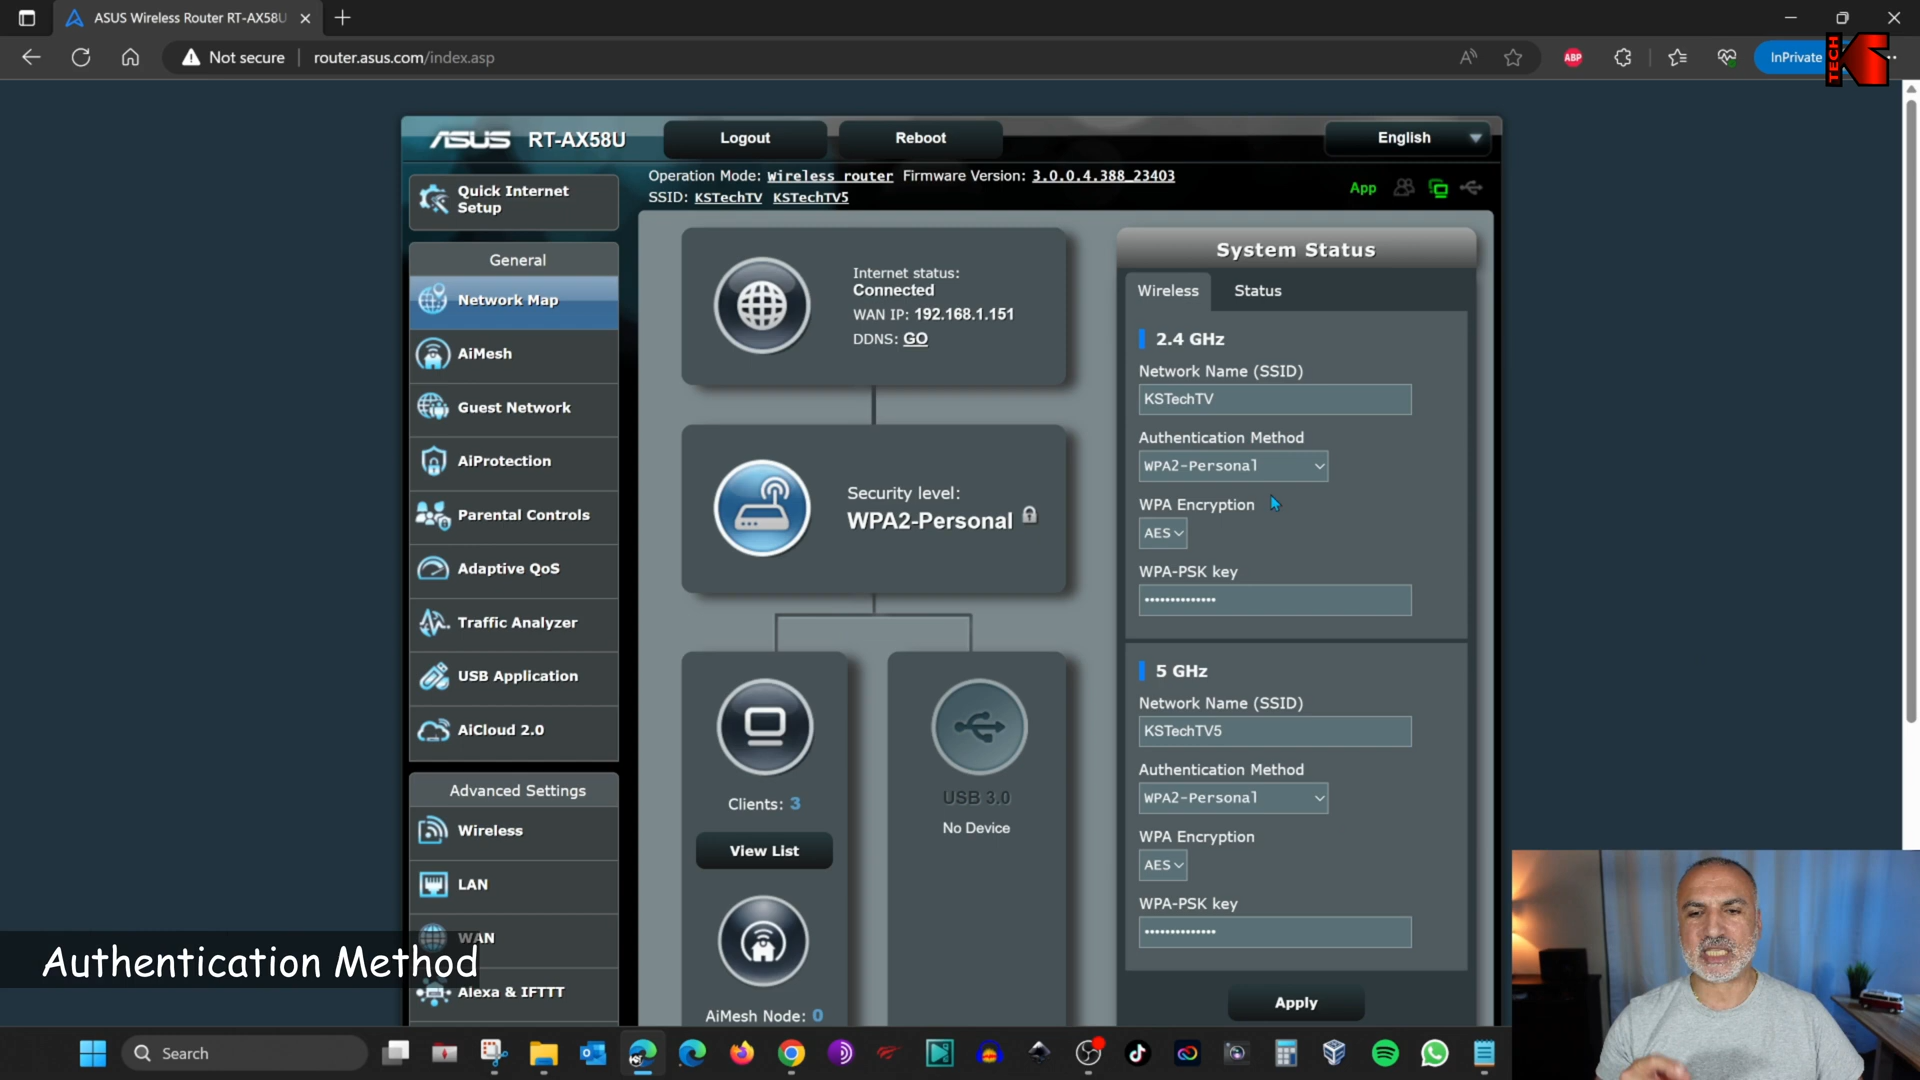 ASUS Wireless Router RT-AX58U
Not secure
router.asus.com/index.asp
ABP
InPrivate
TECH
ASUS RT-AX58U
Logout
Reboot
English
Operation Mode: Wireless router Firmware Version: 3.0.0.4.388_23403
SSID: KSTechTV KSTechTV5
App
Quick Internet
Setup
General
Network Map
AiMesh
Guest Network
AiProtection
Parental Controls
Adaptive QoS
Traffic Analyzer
USB Application
AiCloud 2.0
Advanced Settings
Wireless
LAN
WAN
Alexa & IFTTT
Internet status:
Connected
WAN IP: 192.168.1.151
DDNS: GO
Security level:
WPA2-Personal
Clients: 3
View List
AiMesh Node: 0
USB 3.0
No Device
System Status
Wireless
Status
2.4 GHz
Network Name (SSID)
KSTechTV
Authentication Method
WPA2-Personal
WPA Encryption
AES
WPA-PSK key
5 GHz
Network Name (SSID)
KSTechTV5
Authentication Method
WPA2-Personal
WPA Encryption
AES
WPA-PSK key
Apply
Authentication Method
Search